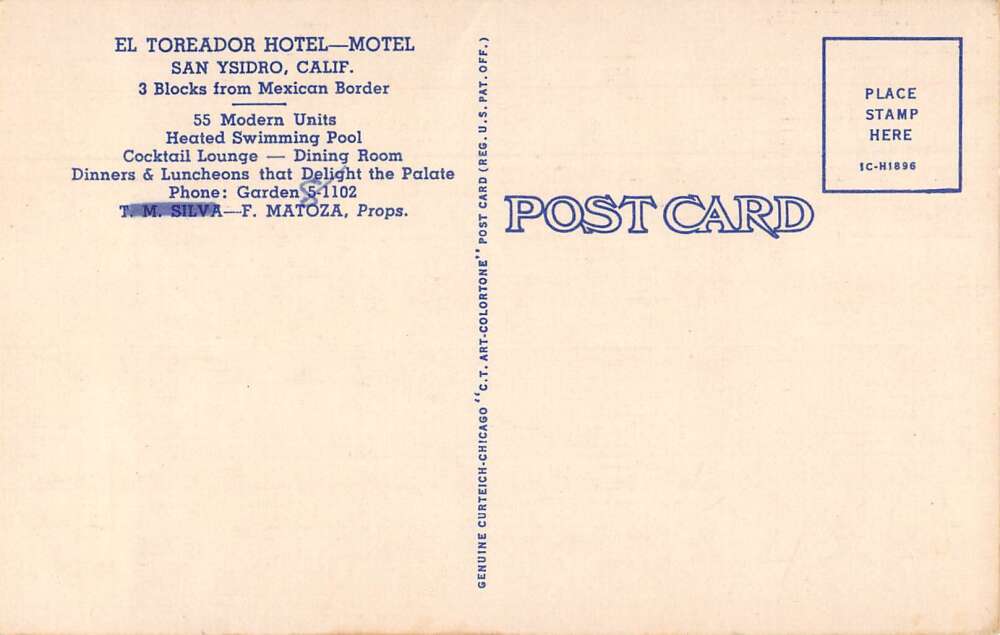 EL TOREADOR HOTEL—MOTEL
SAN YSIDRO, CALIF.
3 Blocks from Mexican Border
55 Modern Units
Heated Swimming Pool
Cocktail Lounge — Dining Room
Dinners & Luncheons that Delight the Palate
Phone: Garden 5-1102
T. M. SILVA—F. MATOZA, Props.
GENUINE CURTEICH-CHICAGO "C.T. ART-COLORTONE" POST CARD (REG. U.S. PAT. OFF.)
POST CARD
PLACE
STAMP
HERE
1C-H1896